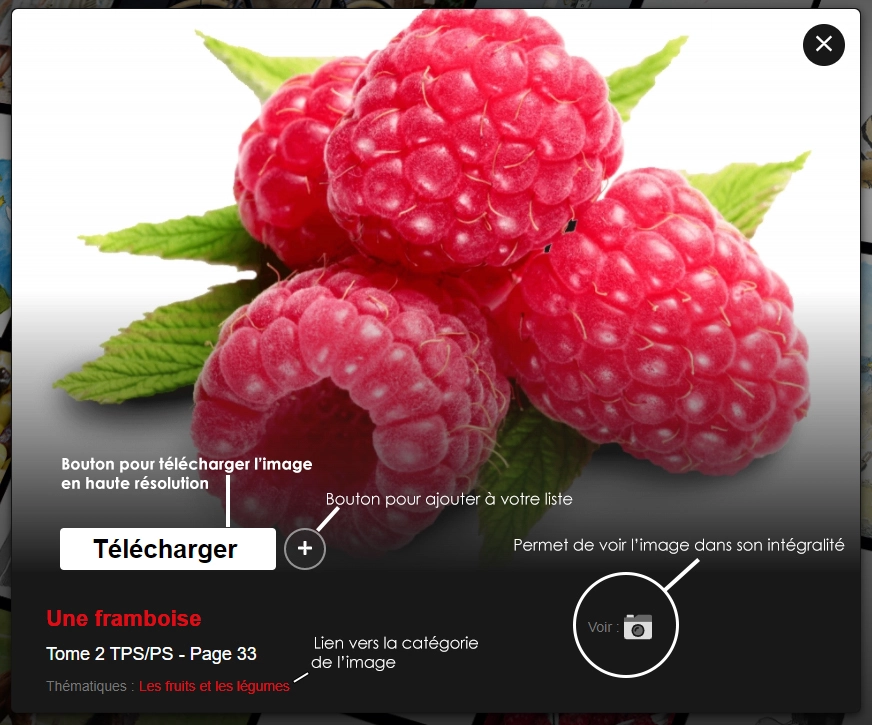 Bouton pour télécharger l'image
en haute résolution
Bouton pour ajouter à votre liste
Télécharger
+
Permet de voir l'image dans son intégralité
Une framboise
Voir :
Tome 2 TPS/PS - Page 33
Lien vers la catégorie
de l'image
Thématiques : Les fruits et les légumes